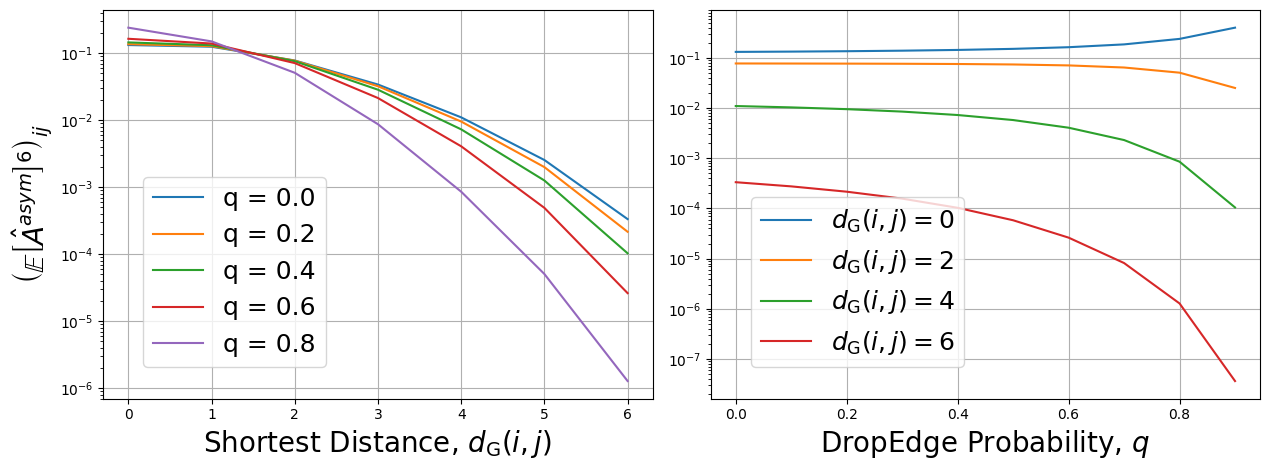 (𝔼[Â^{asym}]^6)_{ij}
10^{-1}
10^{-2}
10^{-3}
10^{-4}
10^{-5}
10^{-6}
q = 0.0
q = 0.2
q = 0.4
q = 0.6
q = 0.8
0 1 2 3 4 5 6
Shortest Distance, d_G(i, j)
10^{-1}
10^{-2}
10^{-3}
10^{-4}
10^{-5}
10^{-6}
10^{-7}
d_G(i, j) = 0
d_G(i, j) = 2
d_G(i, j) = 4
d_G(i, j) = 6
0.0 0.2 0.4 0.6 0.8
DropEdge Probability, q